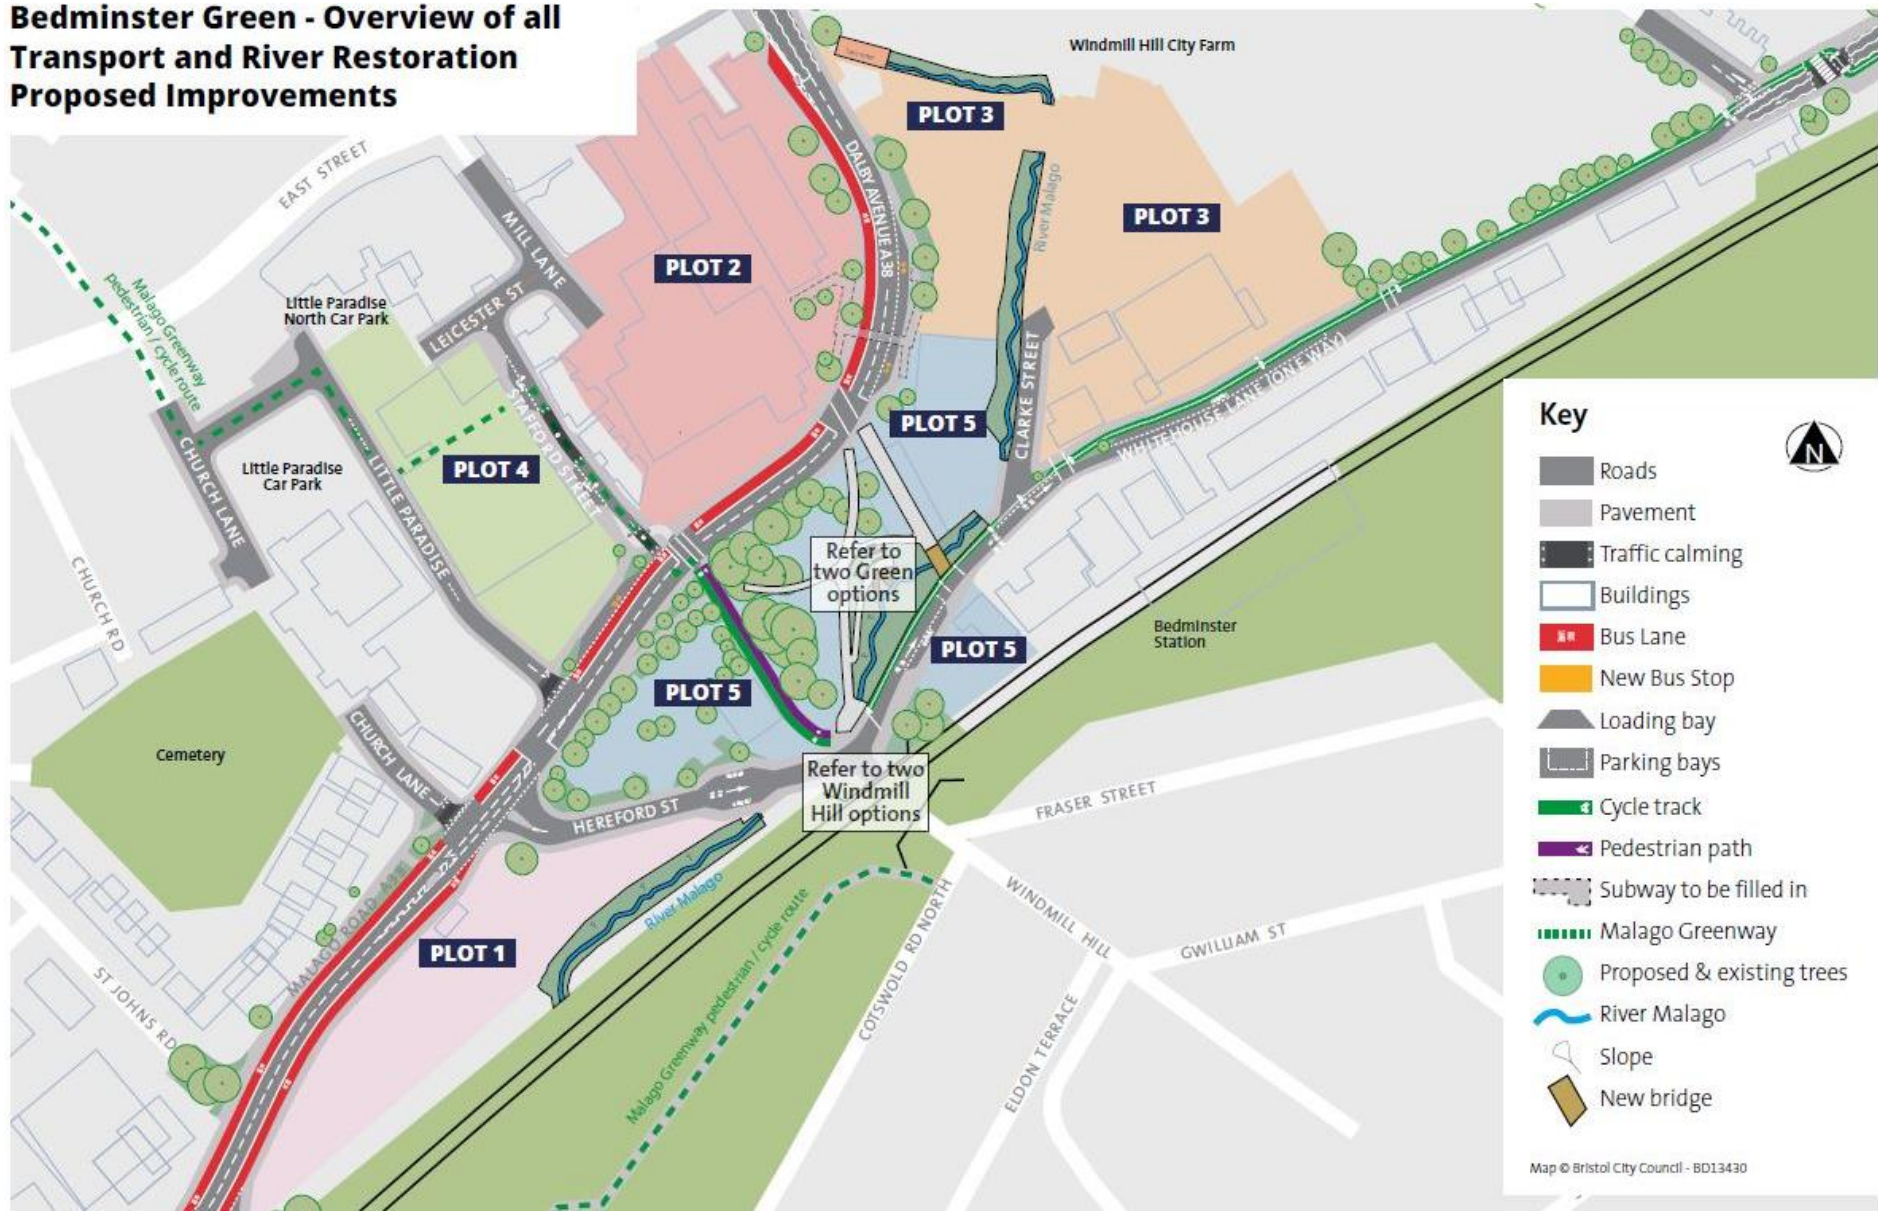 Bedminster Green - Overview of all
Transport and River Restoration
Proposed Improvements
Windmill Hill City Farm
PLOT 3
EAST STREET
DALBY AVENUE A38
River Malago
MILL LANE
PLOT 3
PLOT 2
Malago Greenway
pedestrian / cycle route
Little Paradise
North Car Park
LEICESTER ST
CLARKE STREET
WHITEHOUSE LANE (ONE WAY)
STAFFORD STREET
PLOT 5
CHURCH LANE
Little Paradise
Car Park
LITTLE PARADISE
PLOT 4
Refer to
two Green
options
CHURCH RD
Bedminster
Station
PLOT 5
PLOT 5
Cemetery
CHURCH LANE
Refer to two
Windmill
Hill options
HEREFORD ST
FRASER STREET
River Malago
MALAGO ROAD A38
PLOT 1
WINDMILL HILL
GWILLIAM ST
ST JOHNS RD
Malago Greenway pedestrian / cycle route
COTSWOLD RD NORTH
ELDON TERRACE
Key
N
Roads
Pavement
Traffic calming
Buildings
Bus Lane
New Bus Stop
Loading bay
Parking bays
Cycle track
Pedestrian path
Subway to be filled in
Malago Greenway
Proposed & existing trees
River Malago
Slope
New bridge
Map © Bristol City Council - BD13430